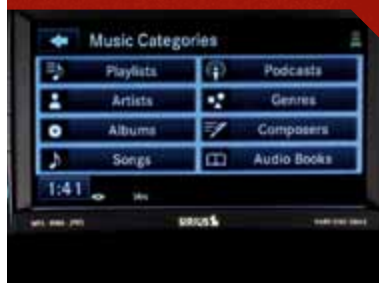 Music Categories
Playlists Podcasts
Artists Genres
Albums Composers
Songs Audio Books
1:41
SIRIUS